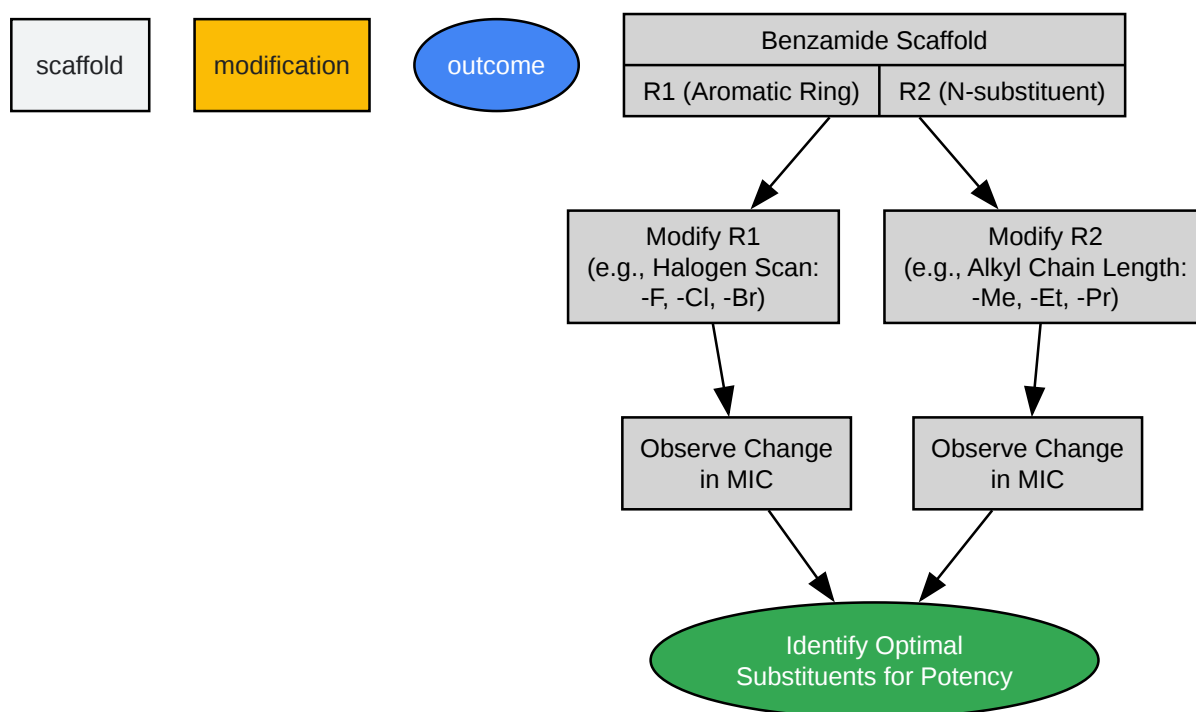 scaffold
modification
outcome
Benzamide Scaffold
R1 (Aromatic Ring)
R2 (N-substituent)
Modify R1
(e.g., Halogen Scan:
-F, -Cl, -Br)
Modify R2
(e.g., Alkyl Chain Length:
-Me, -Et, -Pr)
Observe Change
in MIC
Observe Change
in MIC
Identify Optimal
Substituents for Potency